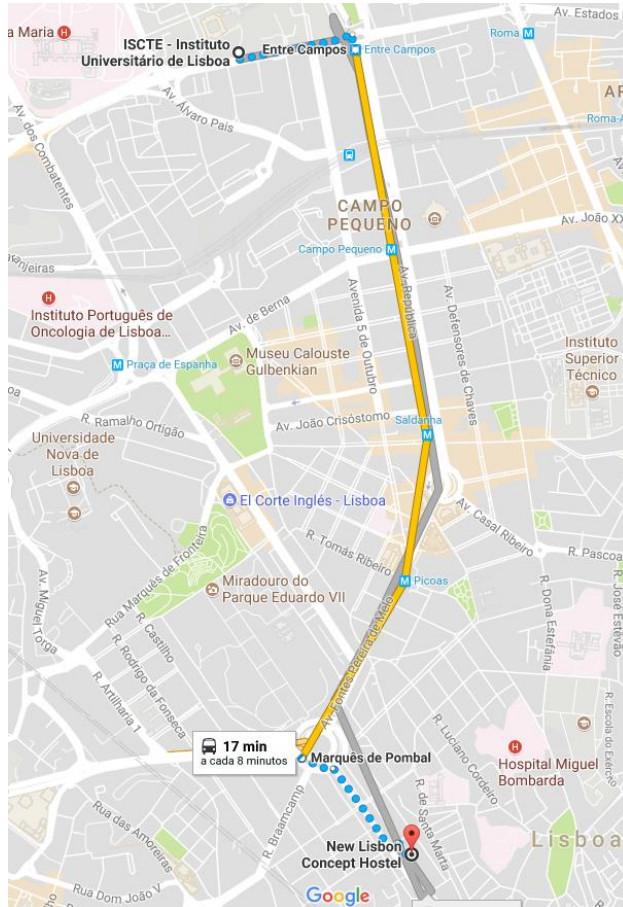 a Maria
H
ISCTE - Instituto
Universitário de Lisboa
Entre Campos
Entre Campos
Av. Estados
Roma
M
Av. Álvaro Pais
Av. dos Combatentes
Roma-A
CAMPO
PEQUENO
Av. João XX
Campo Pequeno
M
Av. República
Av. Defensores de Chaves
Avenida 5 de Outubro
H
Instituto Português de
Oncologia de Lisboa...
Av. de Berna
M
Praça de Espanha
Museu Calouste
Gulbenkian
Instituto
Superior
Técnico
R. Ramalho Ortigão
Av. João Crisóstomo
Saldanha
M
Universidade
Nova de
Lisboa
El Corte Inglés - Lisboa
Av. Casal Ribeiro
R. Tomás Ribeiro
R. Pascoa
M
Picoas
Rua Marquês de Fronteira
Miradouro do
Parque Eduardo VII
Av. Miguel Torga
R. Castilho
R. Rodrigo da Fonseca
R. Artilharia 1
Av. Fontes Pereira de Melo
R. Dona Estefânia
R. José Estêvão
R. Escola do Exército
17 min
a cada 8 minutos
Marquês de Pombal
R. Luciano Cordeiro
H
Hospital Miguel
Bombarda
R. de Santa Marta
R. Braamcamp
Rua das Amoreiras
New Lisbon
Concept Hostel
Lisboa
Rua Dom João V
Google